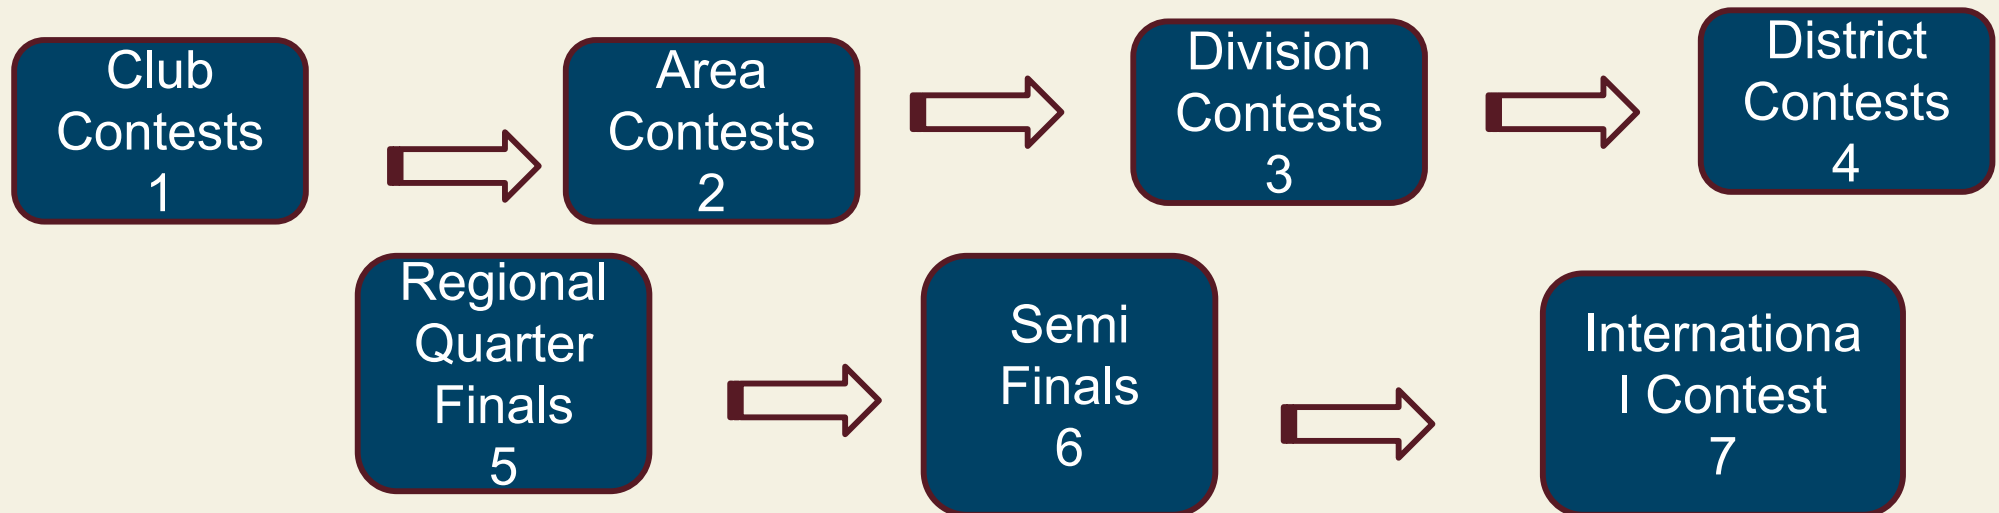 Club
Contests
1
Area
Contests
2
Division
Contests
3
District
Contests
4
Regional
Quarter
Finals
5
Semi
Finals
6
Internationa
l Contest
7